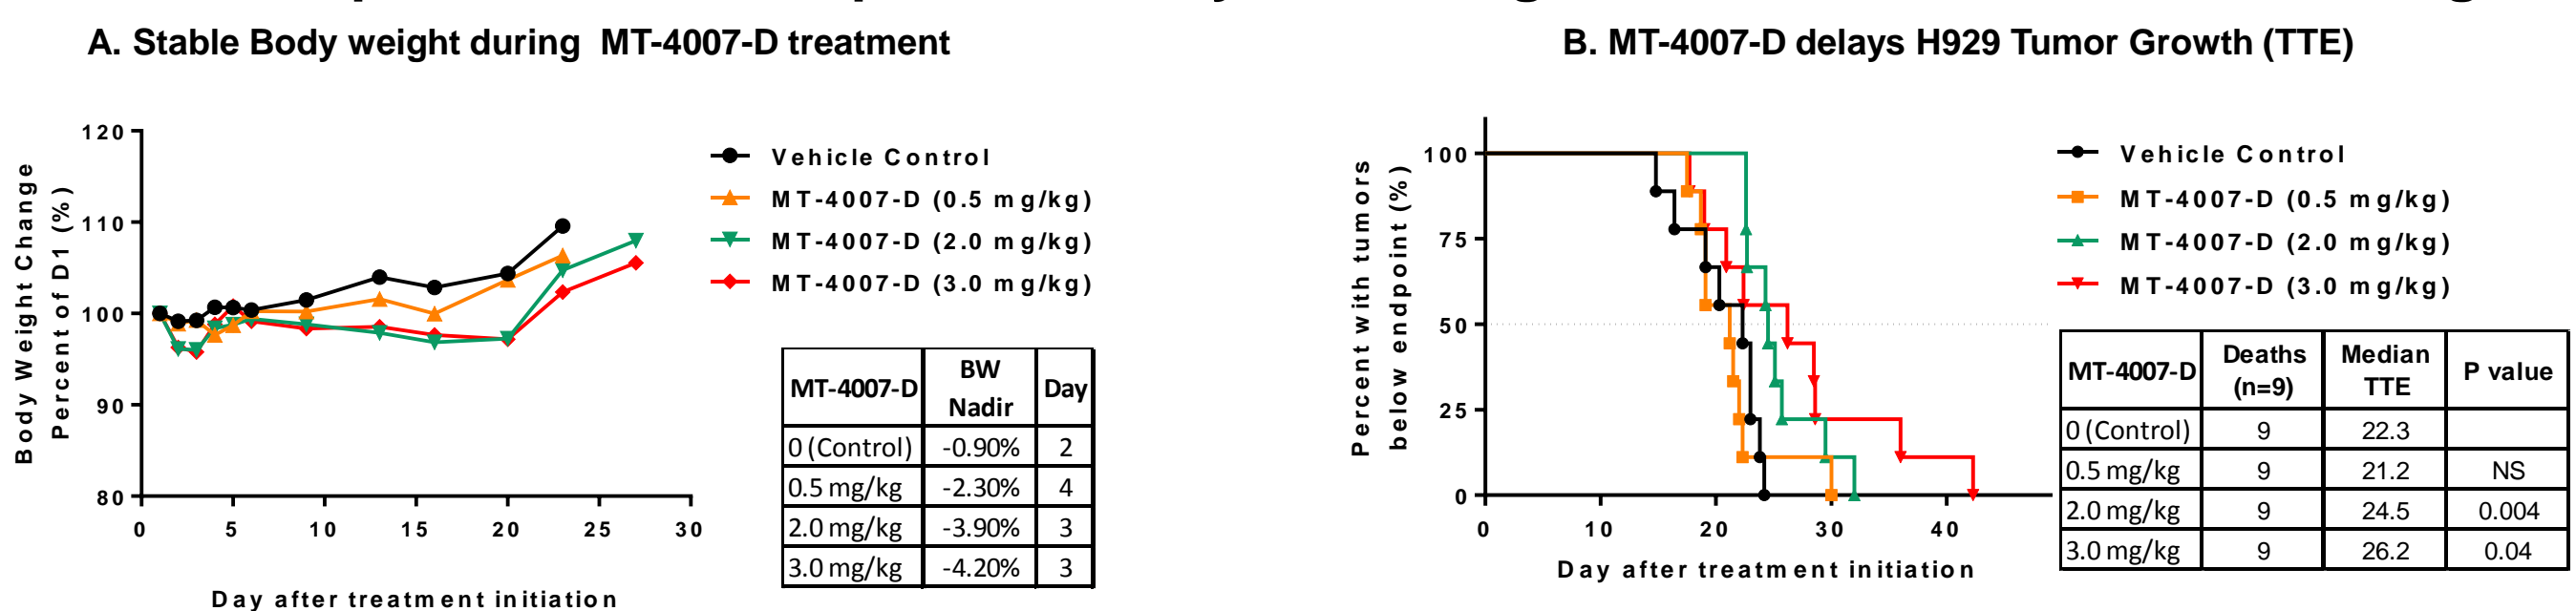 A. Stable Body weight during MT-4007-D treatment
120
110
100
90
80
Body Weight Change
Percent of D1 (%)
0 5 10 15 20 25 30
Day after treatment initiation
Vehicle Control
MT-4007-D (0.5 mg/kg)
MT-4007-D (2.0 mg/kg)
MT-4007-D (3.0 mg/kg)
MT-4007-D BW Nadir Day
0 (Control) -0.90% 2
0.5 mg/kg -2.30% 4
2.0 mg/kg -3.90% 3
3.0 mg/kg -4.20% 3
B. MT-4007-D delays H929 Tumor Growth (TTE)
100
75
50
25
0
Percent with tumors
below endpoint (%)
0 10 20 30 40
Day after treatment initiation
Vehicle Control
MT-4007-D (0.5 mg/kg)
MT-4007-D (2.0 mg/kg)
MT-4007-D (3.0 mg/kg)
MT-4007-D Deaths (n=9) Median TTE P value
0 (Control) 9 22.3
0.5 mg/kg 9 21.2 NS
2.0 mg/kg 9 24.5 0.004
3.0 mg/kg 9 26.2 0.04